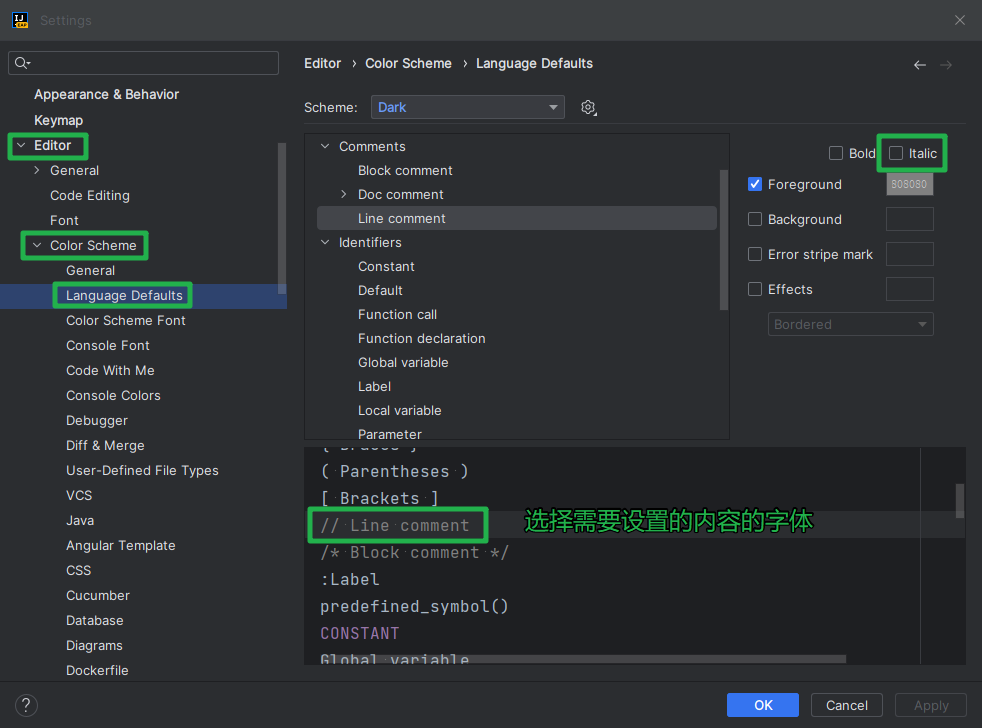 Settings
Appearance & Behavior
Keymap
Editor
General
Code Editing
Font
Color Scheme
General
Language Defaults
Color Scheme Font
Console Font
Code With Me
Console Colors
Debugger
Diff & Merge
User-Defined File Types
VCS
Java
Angular Template
CSS
Cucumber
Database
Diagrams
Dockerfile
Editor › Color Scheme › Language Defaults
Scheme: Dark
Comments
Block comment
Doc comment
Line comment
Identifiers
Constant
Default
Function call
Function declaration
Global variable
Label
Local variable
Parameter
Bold Italic
Foreground 808080
Background
Error stripe mark
Effects
Bordered
{ Braces }
( Parentheses )
[ Brackets ]
// Line comment 选择需要设置的内容的字体
/* Block comment */
:Label
predefined_symbol()
CONSTANT
Global variable
? OK Cancel Apply